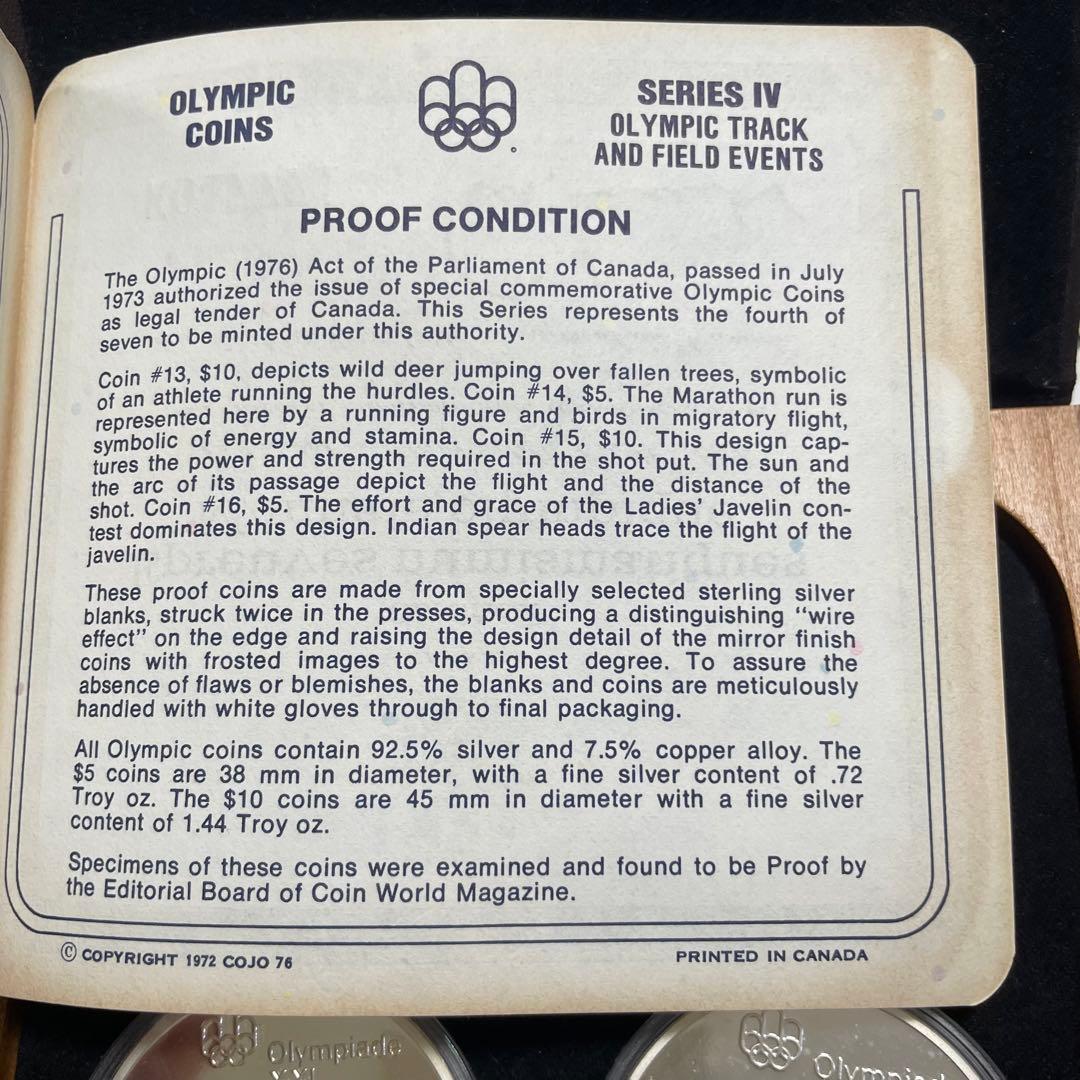 OLYMPIC
COINS
SERIES IV
OLYMPIC TRACK
AND FIELD EVENTS
PROOF CONDITION
The Olympic (1976) Act of the Parliament of Canada, passed in July
1973 authorized the issue of special commemorative Olympic Coins
as legal tender of Canada. This Series represents the fourth of
seven to be minted under this authority.
Coin #13, $10, depicts wild deer jumping over fallen trees, symbolic
of an athlete running the hurdles. Coin #14, $5. The Marathon run is
represented here by a running figure and birds in migratory flight,
symbolic of energy and stamina. Coin #15, $10. This design cap-
tures the power and strength required in the shot put. The sun and
the arc of its passage depict the flight and the distance of the
shot. Coin #16, $5. The effort and grace of the Ladies' Javelin con-
test dominates this design. Indian spear heads trace the flight of the
javelin.
These proof coins are made from specially selected sterling silver
blanks, struck twice in the presses, producing a distinguishing "wire
effect" on the edge and raising the design detail of the mirror finish
coins with frosted images to the highest degree. To assure the
absence of flaws or blemishes, the blanks and coins are meticulously
handled with white gloves through to final packaging.
All Olympic coins contain 92.5% silver and 7.5% copper alloy. The
$5 coins are 38 mm in diameter, with a fine silver content of .72
Troy oz. The $10 coins are 45 mm in diameter with a fine silver
content of 1.44 Troy oz.
Specimens of these coins were examined and found to be Proof by
the Editorial Board of Coin World Magazine.
© COPYRIGHT 1972 COJO 76
PRINTED IN CANADA
Olympiade
XXI